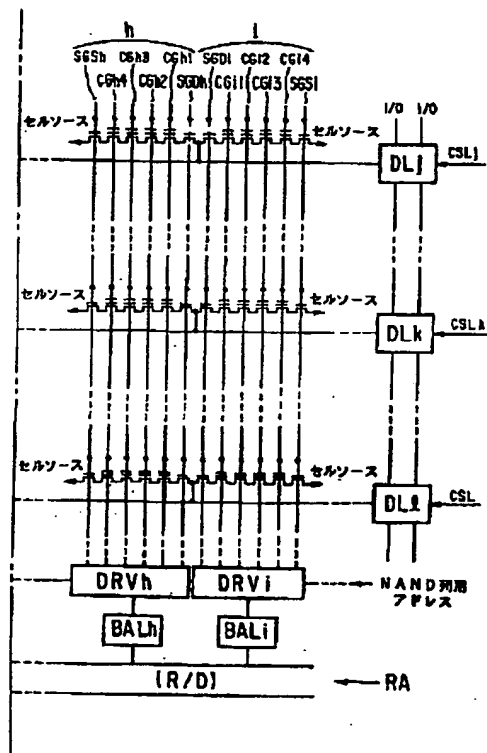 h i
SGSh CGh3 CGh1 SGDi CGi2 CGi4
CGh4 CGh2 SGDh CGi1 CGi3 SGSi
I/O I/O
セルソース セルソース
DLj CSLj
セルソース セルソース
DLk CSLk
セルソース セルソース
DLℓ CSL
DRVh DRVi NAND列用
アドレス
BALh BALi
(R/D) RA